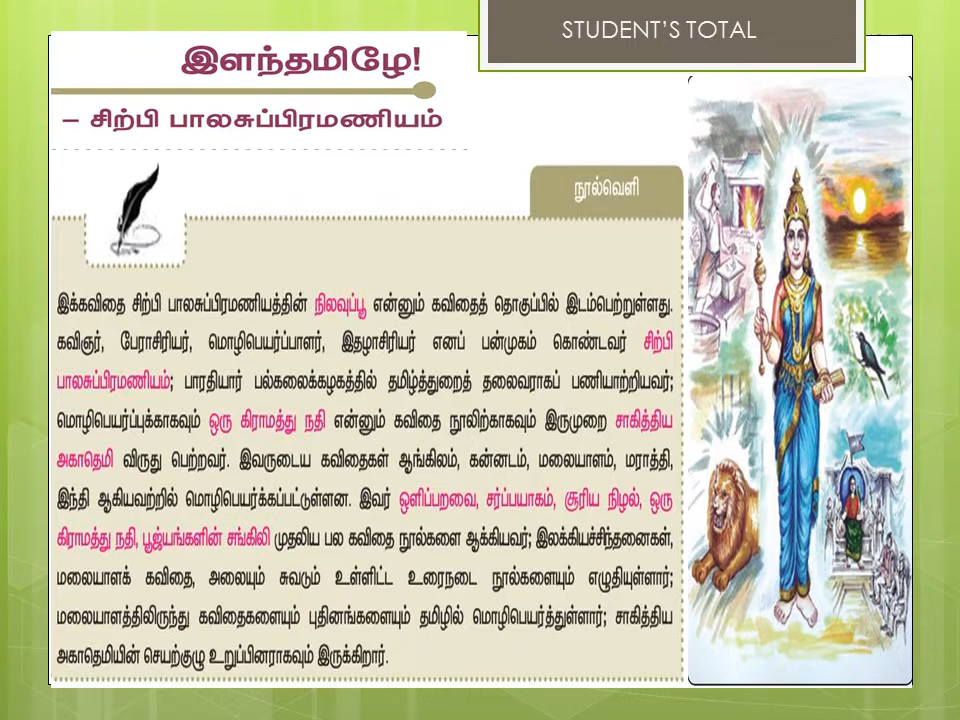 STUDENT'S TOTAL
இளந்தமிழே!
– சிற்பி பாலசுப்பிரமணியம்
நூல்வெளி
இக்கவிதை சிற்பி பாலசுப்பிரமணியத்தின் நிலவுப்பூ என்னும் கவிதைத் தொகுப்பில் இடம்பெற்றுள்ளது.
கவிஞர், பேராசிரியர், மொழிபெயர்ப்பாளர், இதழாசிரியர் எனப் பன்முகம் கொண்டவர் சிற்பி
பாலசுப்பிரமணியம்; பாரதியார் பல்கலைக்கழகத்தில் தமிழ்த்துறைத் தலைவராகப் பணியாற்றியவர்;
மொழிபெயர்ப்புக்காகவும் ஒரு கிராமத்து நதி என்னும் கவிதை நூலிற்காகவும் இருமுறை சாகித்திய
அகாதெமி விருது பெற்றவர். இவருடைய கவிதைகள் ஆங்கிலம், கன்னடம், மலையாளம், மராத்தி,
இந்தி ஆகியவற்றில் மொழிபெயர்க்கப்பட்டுள்ளன. இவர் ஒளிப்பறவை, சர்ப்பயாகம், சூரிய நிழல், ஒரு
கிராமத்து நதி, பூஜ்யங்களின் சங்கிலி முதலிய பல கவிதை நூல்களை ஆக்கியவர்; இலக்கியச்சிந்தனைகள்,
மலையாளக் கவிதை, அலையும் சுவடும் உள்ளிட்ட உரைநடை நூல்களையும் எழுதியுள்ளார்;
மலையாளத்திலிருந்து கவிதைகளையும் புதினங்களையும் தமிழில் மொழிபெயர்த்துள்ளார்; சாகித்திய
அகாதெமியின் செயற்குழு உறுப்பினராகவும் இருக்கிறார்.